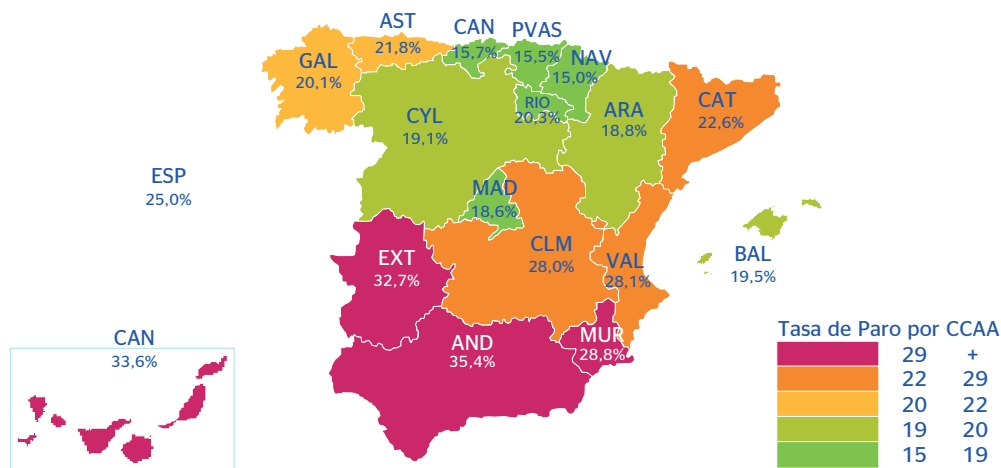 AST
21,8%
CAN
15,7%
PVAS
15,5%
NAV
15,0%
GAL
20,1%
RIO
20,3%
CYL
19,1%
ARA
18,8%
CAT
22,6%
ESP
25,0%
MAD
18,6%
CLM
28,0%
VAL
28,1%
BAL
19,5%
EXT
32,7%
AND
35,4%
MUR
28,8%
CAN
33,6%
Tasa de Paro por CCAA
29 +
22 29
20 22
19 20
15 19